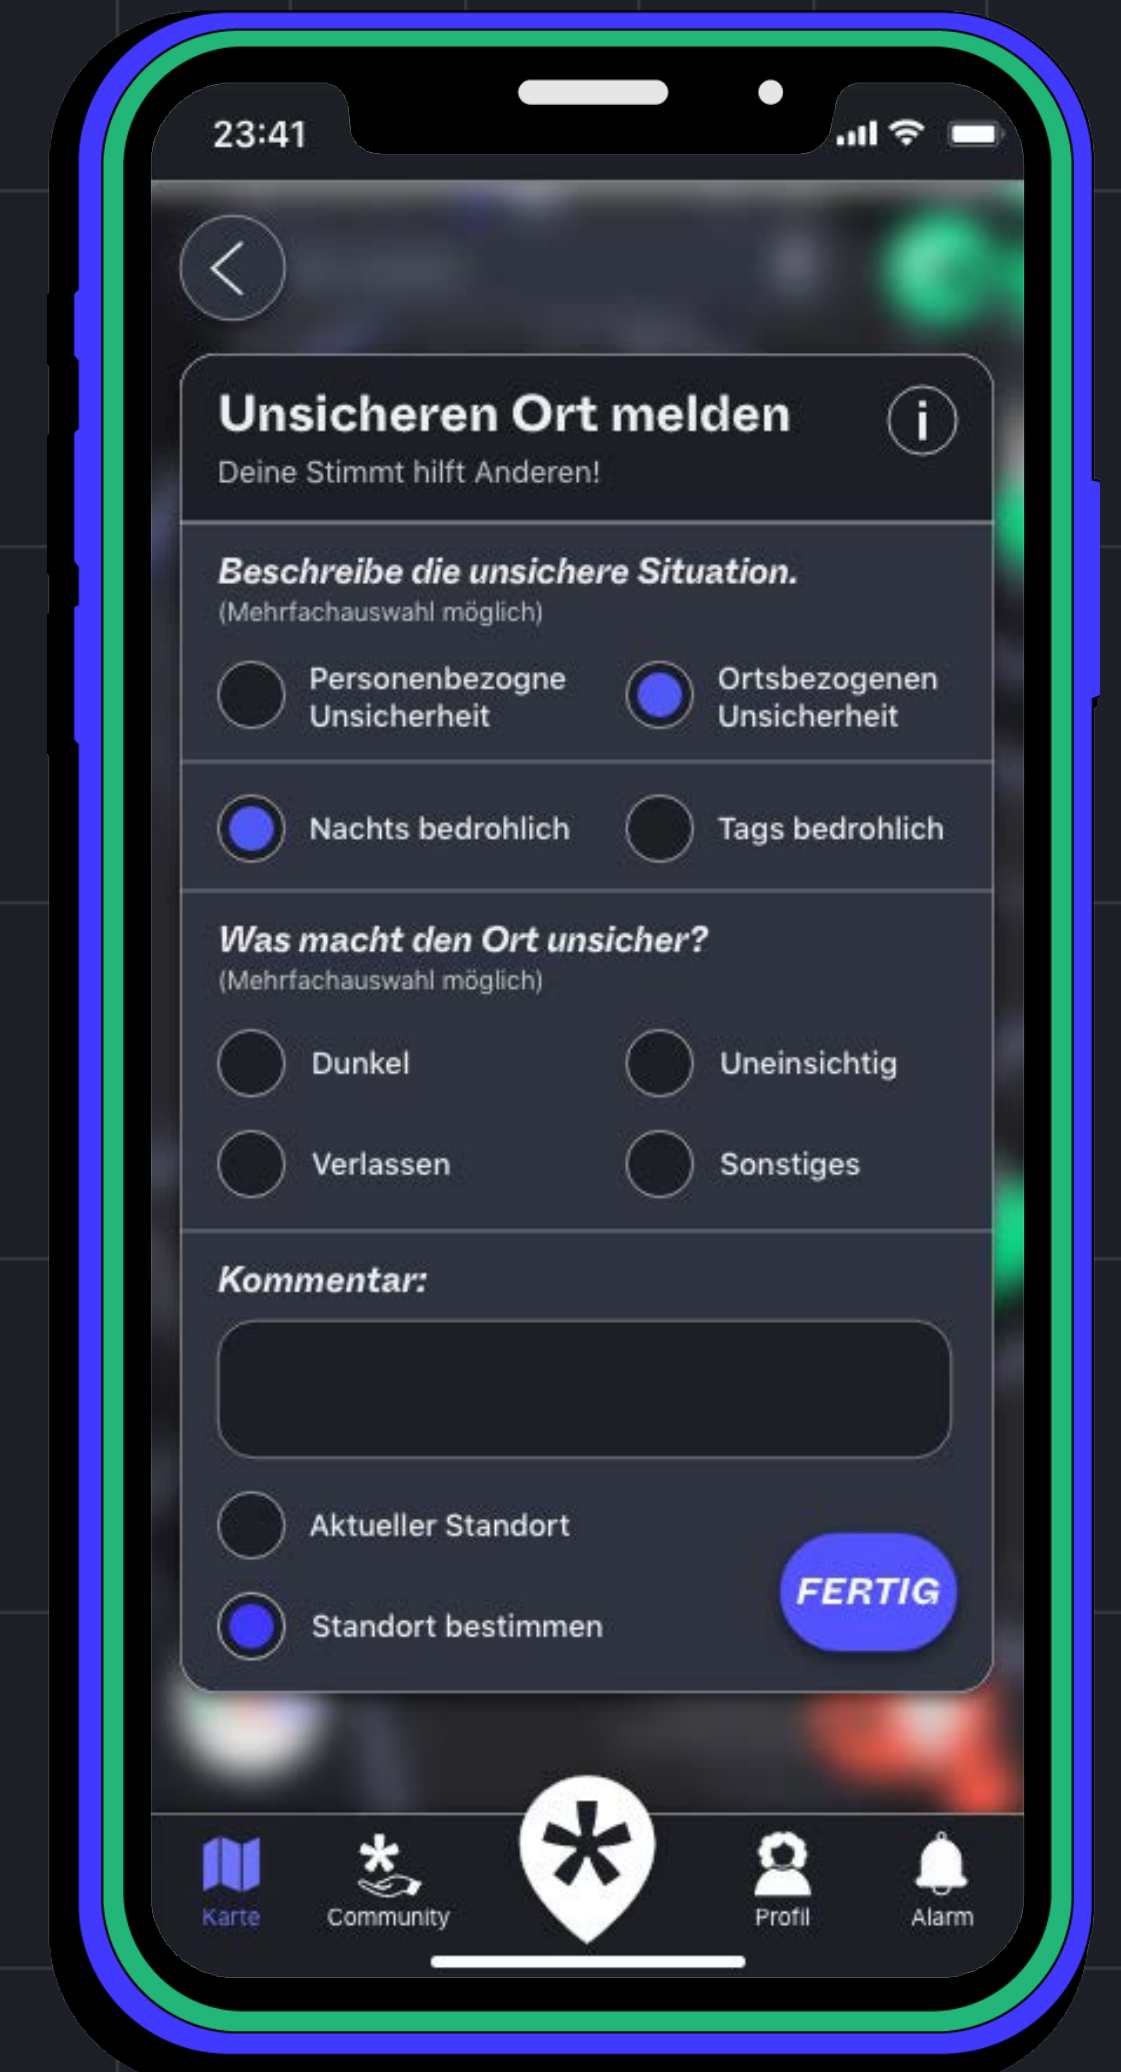 23:41
Unsicheren Ort melden
i
Deine Stimmt hilft Anderen!
Beschreibe die unsichere Situation.
(Mehrfachauswahl möglich)
Personenbezogne
Unsicherheit
Ortsbezogenen
Unsicherheit
Nachts bedrohlich
Tags bedrohlich
Was macht den Ort unsicher?
(Mehrfachauswahl möglich)
Dunkel
Uneinsichtig
Verlassen
Sonstiges
Kommentar:
Aktueller Standort
Standort bestimmen
FERTIG
Karte
Community
Profil
Alarm